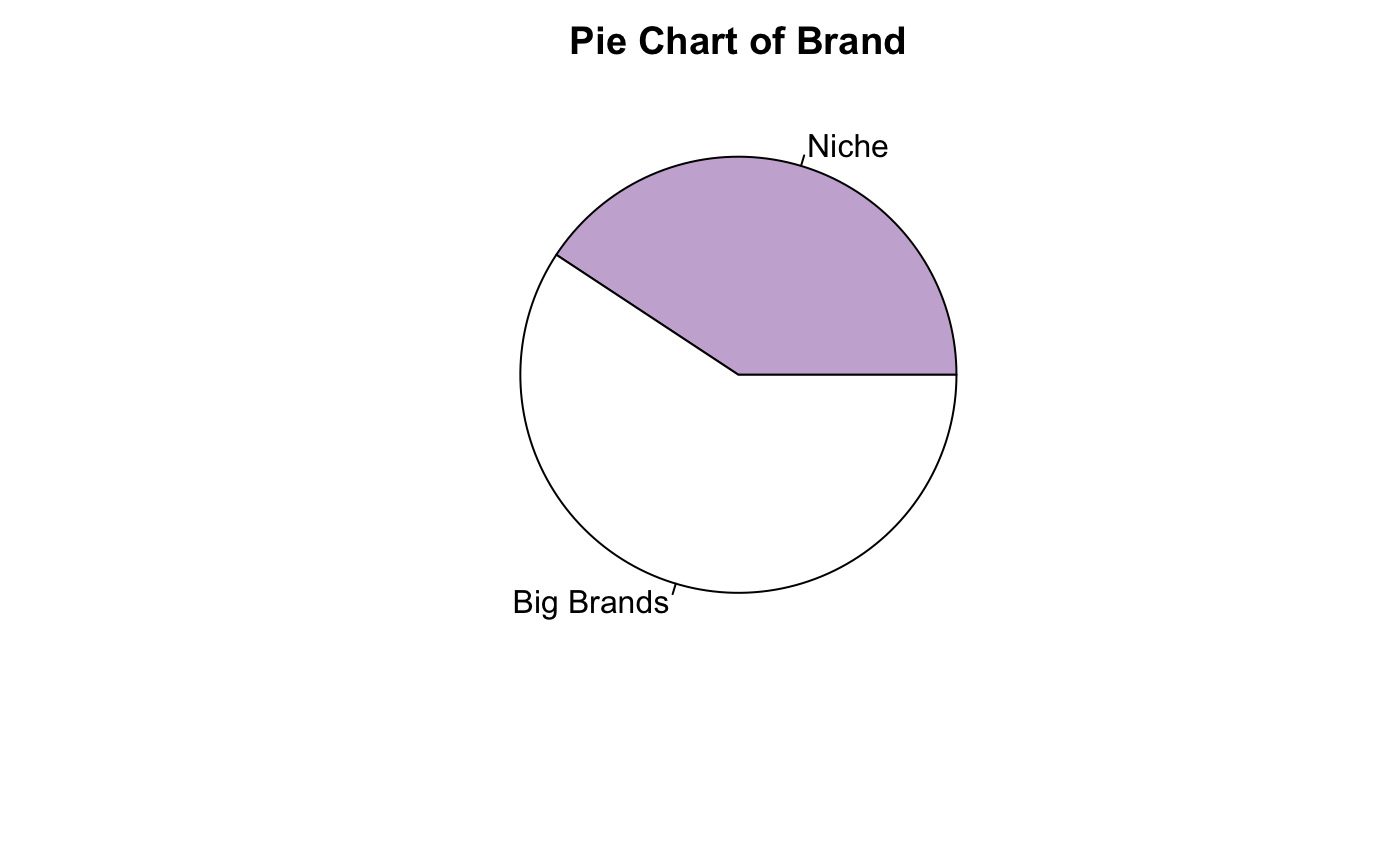 Pie Chart of Brand
Niche
Big Brands